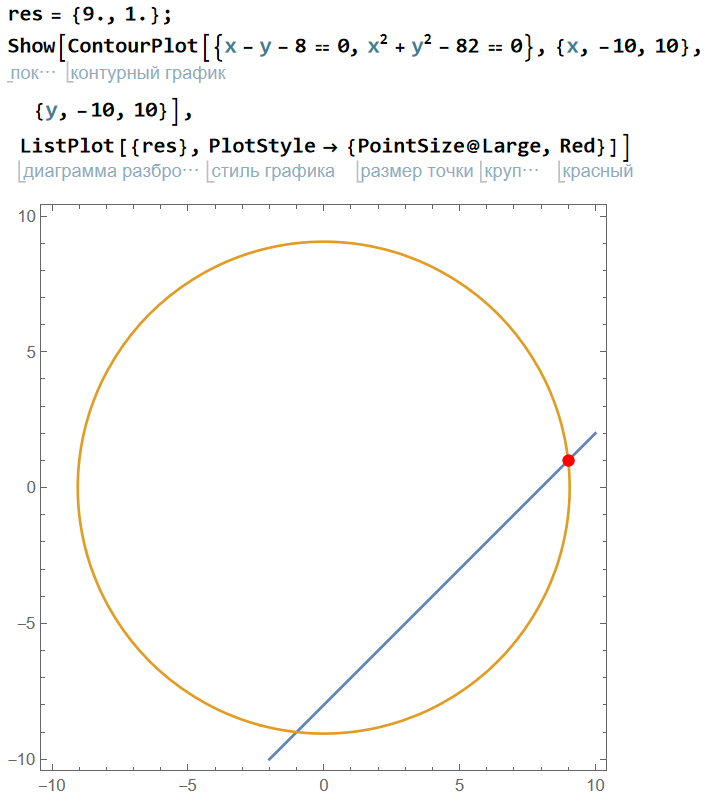 res = {9., 1.};
Show[ContourPlot[{x - y - 8 == 0, x² + y² - 82 == 0}, {x, -10, 10},
пок… контурный график
{y, -10, 10}],
ListPlot[{res}, PlotStyle → {PointSize@Large, Red}]]
диаграмма разбро… стиль графика размер точки круп… красный
10
5
0
-5
-10
-10 -5 0 5 10